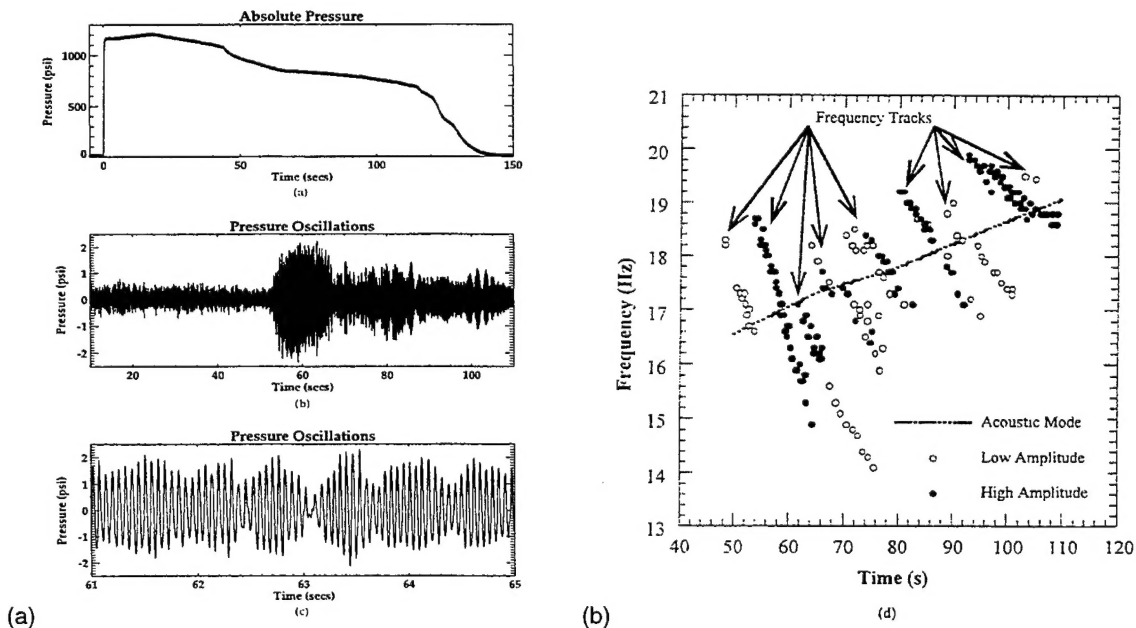 Absolute Pressure
Pressure (psi)
1000
500
0
0
50
100
150
Time (secs)
(a)
Pressure Oscillations
Pressure (psi)
2
1
0
-1
-2
20
40
60
80
100
Time (secs)
(b)
Pressure Oscillations
Pressure (psi)
2
1
0
-1
-2
61
62
63
64
65
Time (secs)
(c)
(a)
Frequency (Hz)
21
20
19
18
17
16
15
14
13
Frequency Tracks
Acoustic Mode
Low Amplitude
High Amplitude
40
50
60
70
80
90
100
110
120
Time (s)
(d)
(b)